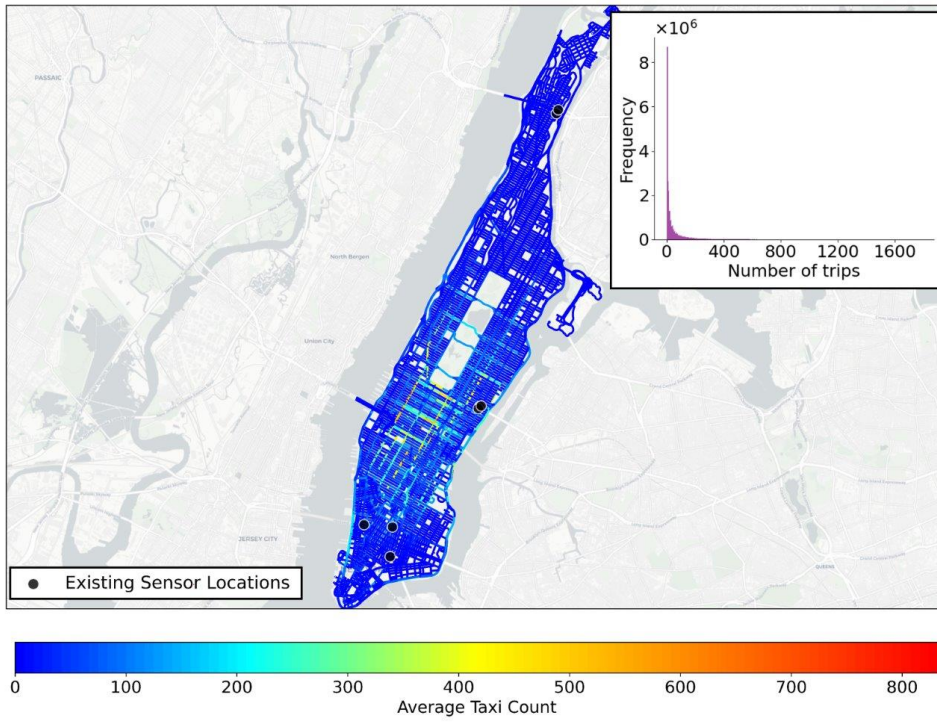 ×10⁶
8
6
4
2
0
Frequency
0 400 800 1200 1600
Number of trips
PASSAIC
North Bergen
Union City
JERSEY CITY
QUEENS
Existing Sensor Locations
0 100 200 300 400 500 600 700 800
Average Taxi Count